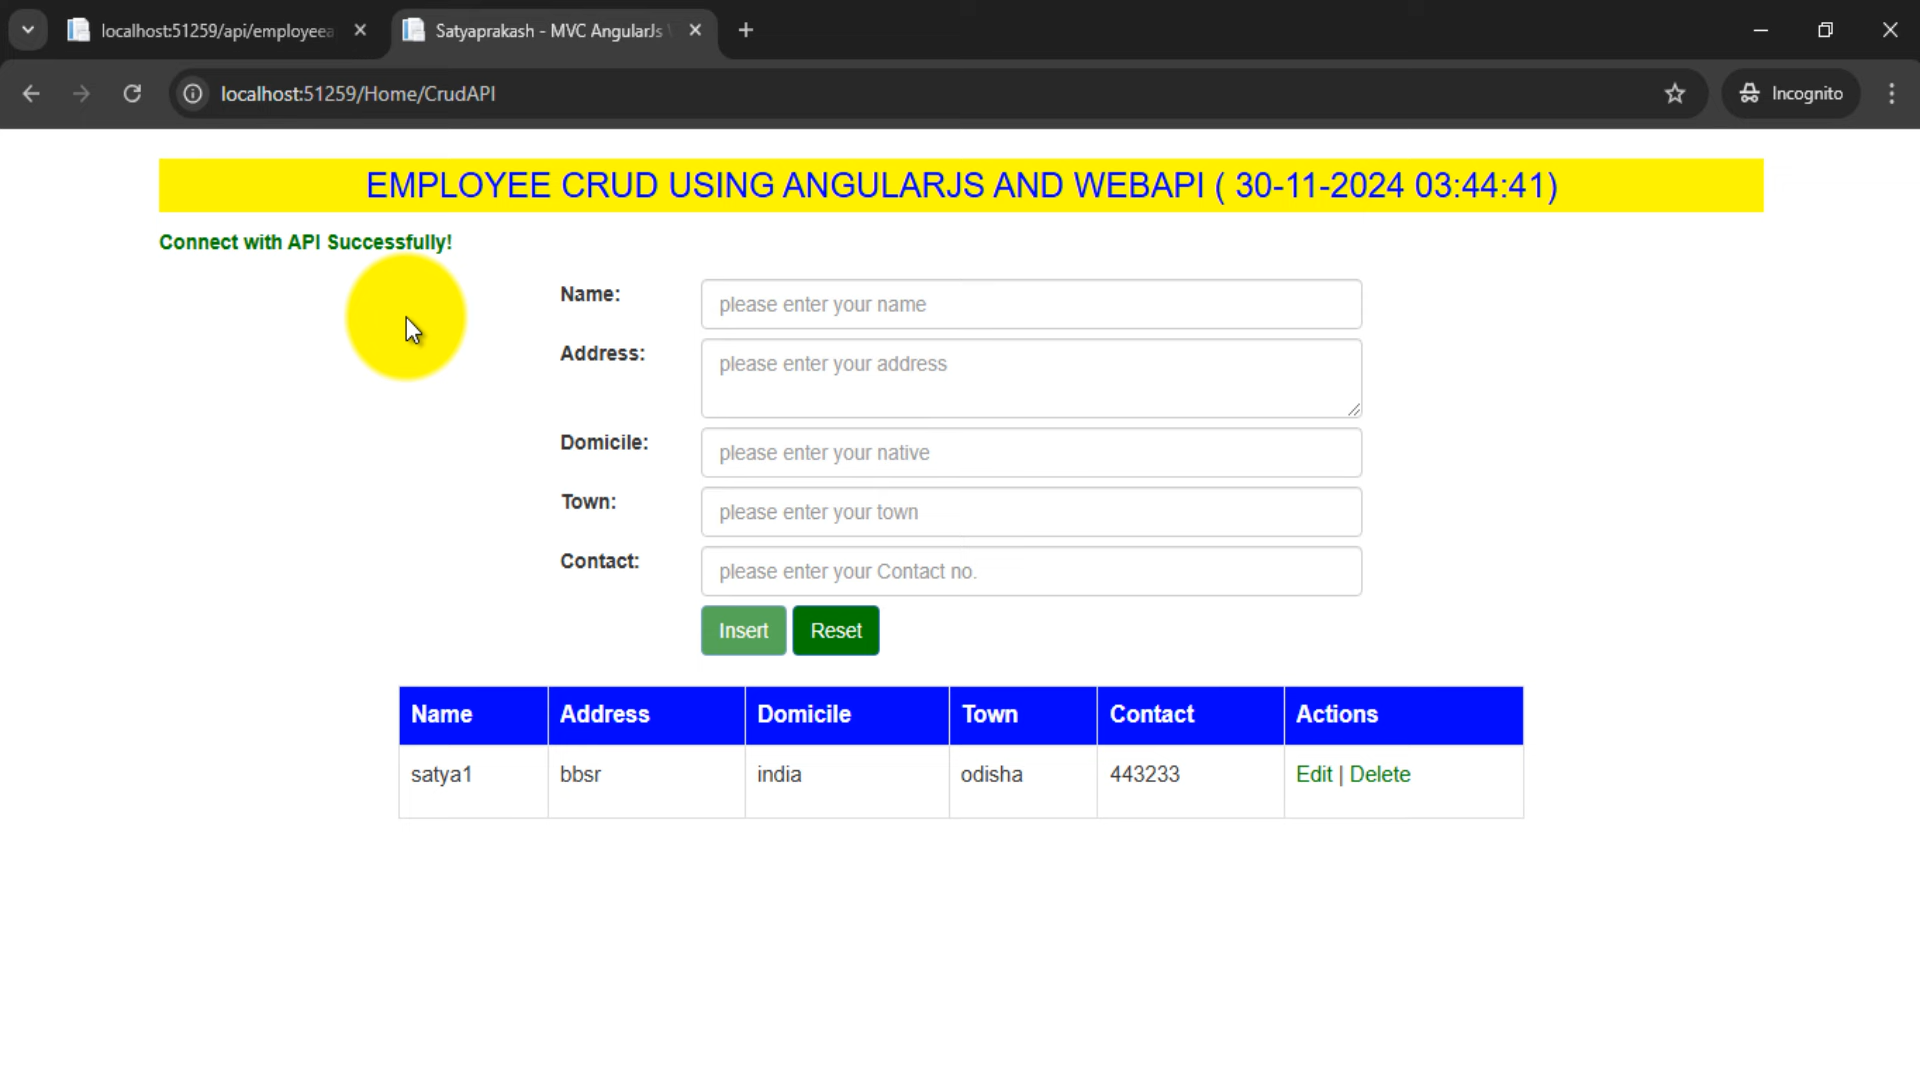 localhost:51259/api/employeea
Satyaprakash - MVC AngularJs
localhost:51259/Home/CrudAPI
Incognito
EMPLOYEE CRUD USING ANGULARJS AND WEBAPI ( 30-11-2024 03:44:41)
Connect with API Successfully!
Name:
please enter your name
Address:
please enter your address
Domicile:
please enter your native
Town:
please enter your town
Contact:
please enter your Contact no.
Insert Reset
Name Address Domicile Town Contact Actions
satya1 bbsr india odisha 443233 Edit | Delete